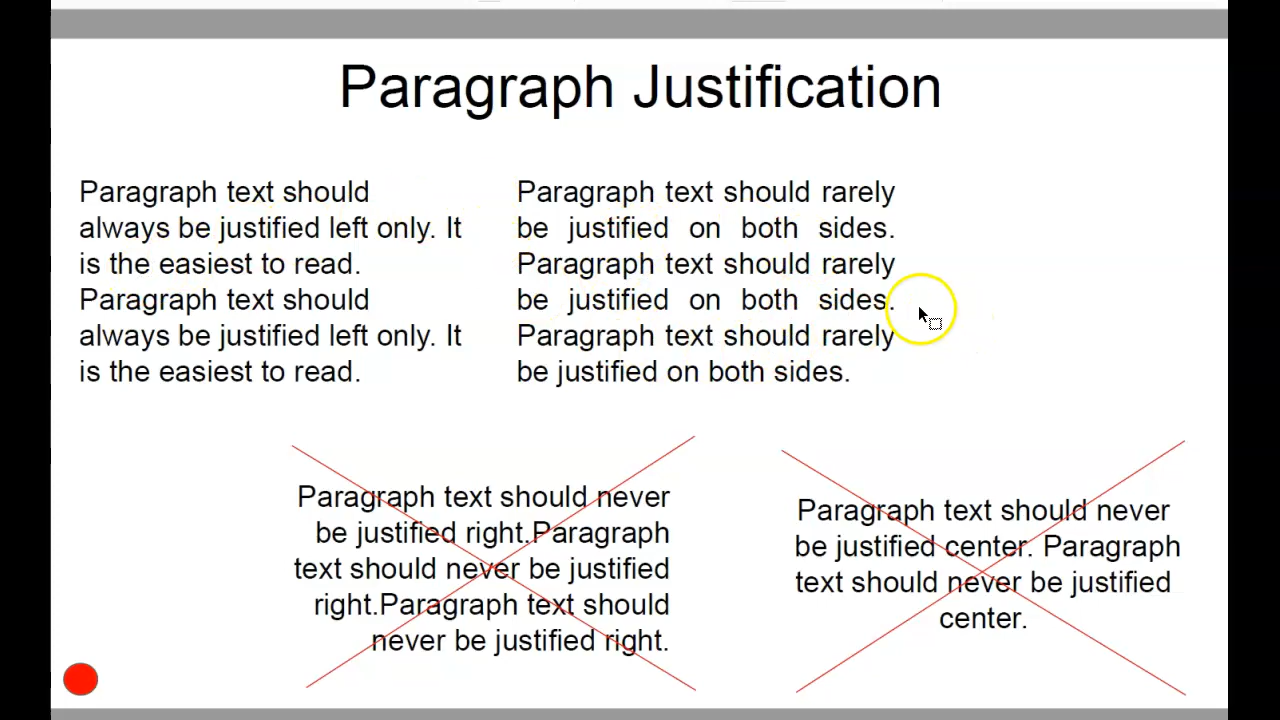 Paragraph Justification
Paragraph text should
always be justified left only. It
is the easiest to read.
Paragraph text should
always be justified left only. It
is the easiest to read.
Paragraph text should rarely
be justified on both sides.
Paragraph text should rarely
be justified on both sides.
Paragraph text should rarely
be justified on both sides.
Paragraph text should never
be justified right.Paragraph
text should never be justified
right.Paragraph text should
never be justified right.
Paragraph text should never
be justified center. Paragraph
text should never be justified
center.